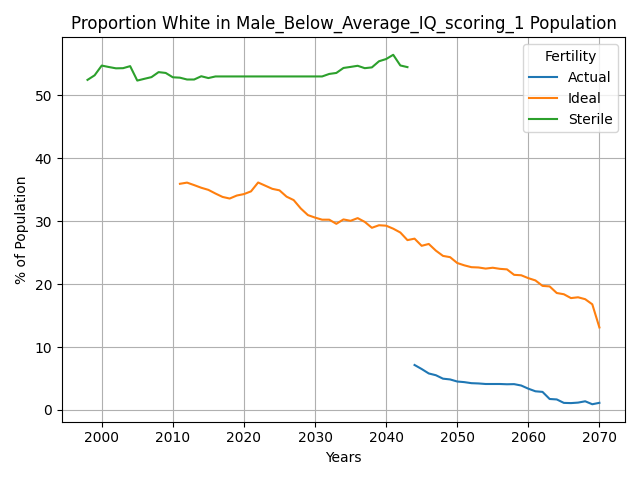 Proportion White in Male_Below_Average_IQ_scoring_1 Population
Fertility
Actual
Ideal
Sterile
% of Population
50
40
30
20
10
0
2000 2010 2020 2030 2040 2050 2060 2070
Years